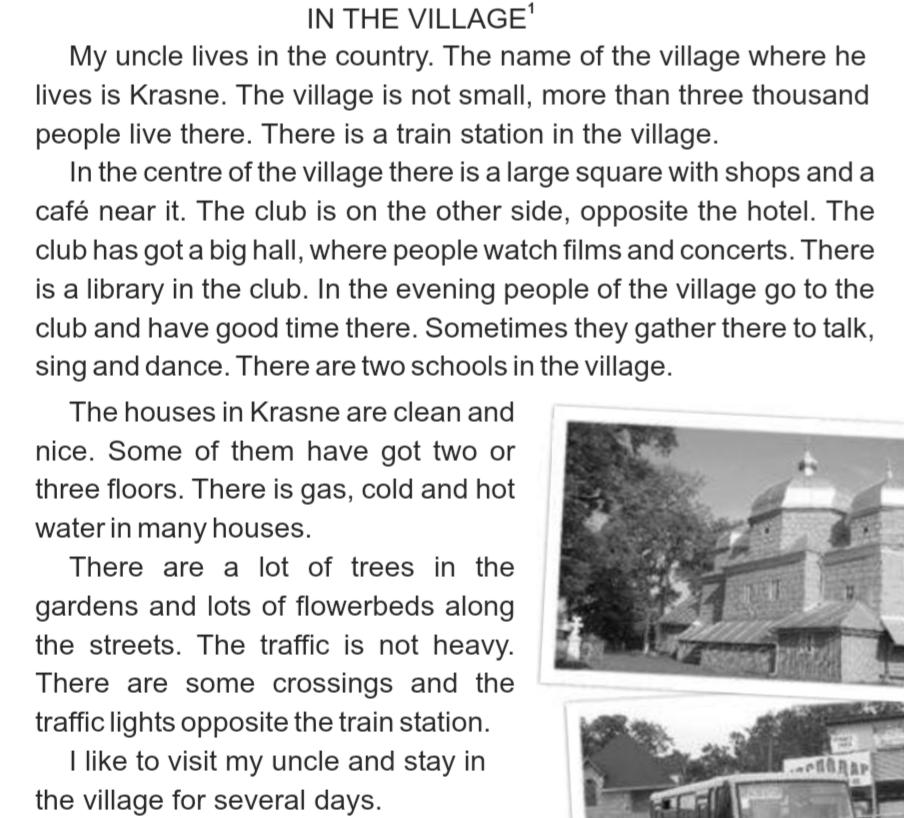 IN THE VILLAGE¹
My uncle lives in the country. The name of the village where he
lives is Krasne. The village is not small, more than three thousand
people live there. There is a train station in the village.
In the centre of the village there is a large square with shops and a
café near it. The club is on the other side, opposite the hotel. The
club has got a big hall, where people watch films and concerts. There
is a library in the club. In the evening people of the village go to the
club and have good time there. Sometimes they gather there to talk,
sing and dance. There are two schools in the village.
The houses in Krasne are clean and
nice. Some of them have got two or
three floors. There is gas, cold and hot
water in many houses.
There are a lot of trees in the
gardens and lots of flowerbeds along
the streets. The traffic is not heavy.
There are some crossings and the
traffic lights opposite the train station.
I like to visit my uncle and stay in
the village for several days.